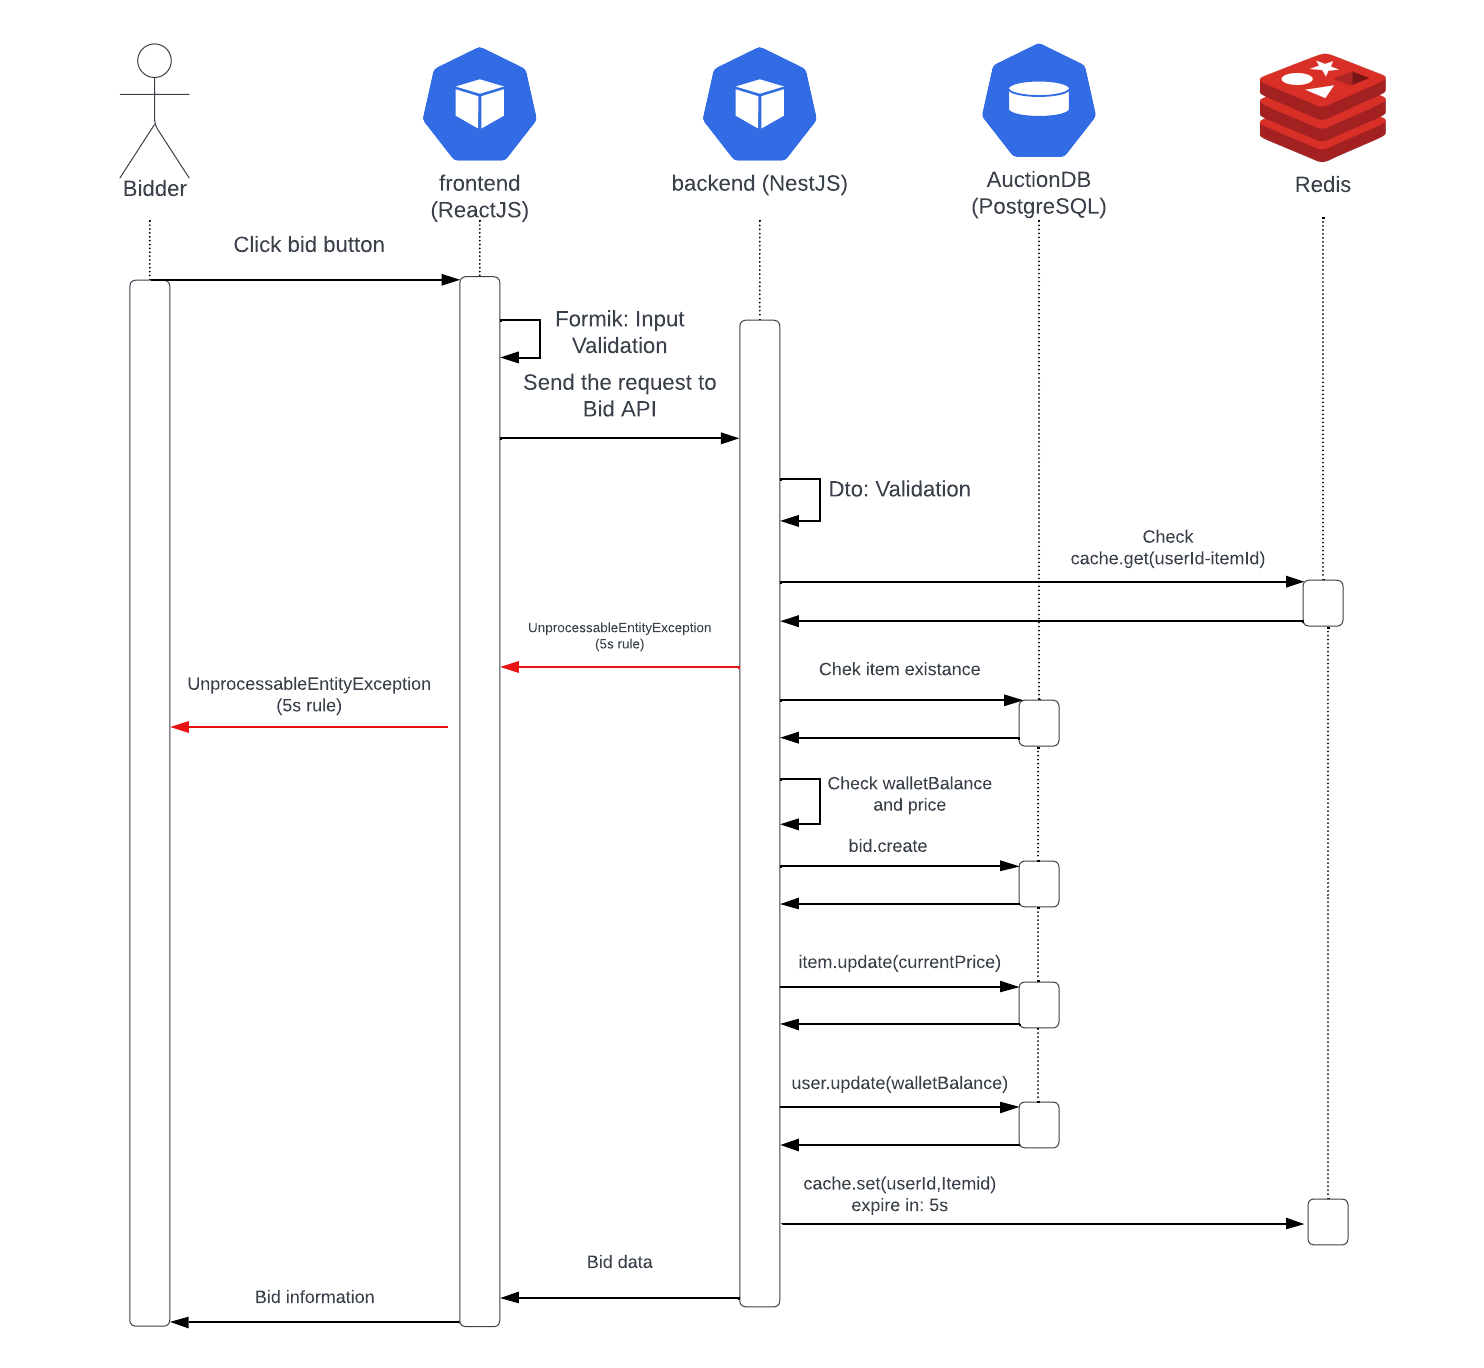 Bidder
frontend
(ReactJS)
backend (NestJS)
AuctionDB
(PostgreSQL)
Redis
Click bid button
Formik: Input
Validation
Send the request to
Bid API
Dto: Validation
Check
cache.get(userId-itemId)
UnprocessableEntityException
(5s rule)
UnprocessableEntityException
(5s rule)
Chek item existance
Check walletBalance
and price
bid.create
item.update(currentPrice)
user.update(walletBalance)
cache.set(userId,Itemid)
expire in: 5s
Bid data
Bid information